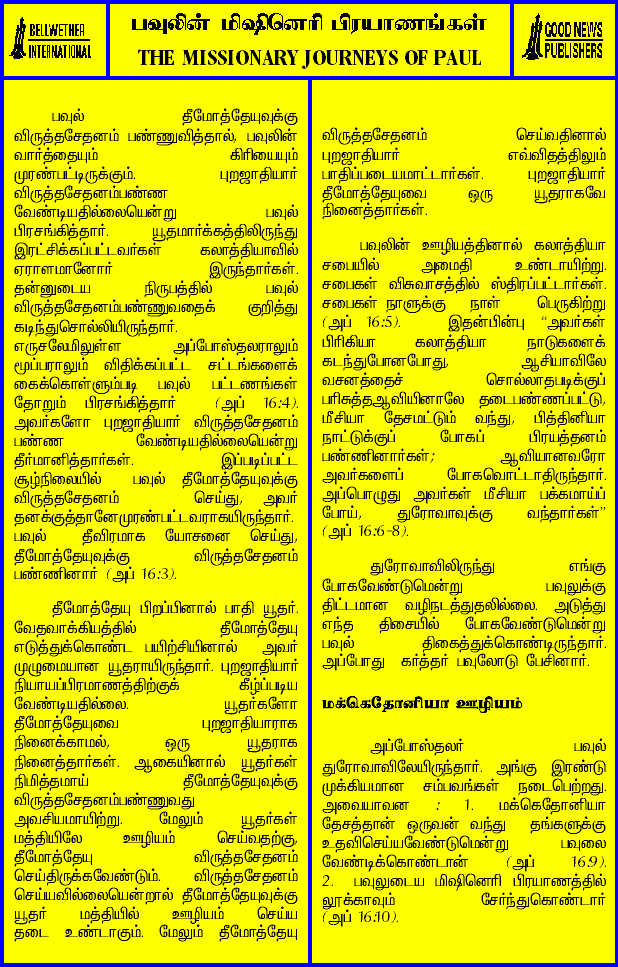 BELLWETHER
INTERNATIONAL
பவுலின் மிஷினெரி பிரயாணங்கள்
THE MISSIONARY JOURNEYS OF PAUL
GOOD NEWS
PUBLISHERS
பவுல் தீமோத்தேயுவுக்கு
விருத்தசேதனம் பண்ணுவித்தால், பவுலின்
வார்த்தையும் கிரியையும்
முரண்பட்டிருக்கும். புறஜாதியார்
விருத்தசேதனம்பண்ண
வேண்டியதில்லையென்று பவுல்
பிரசங்கித்தார். யூதமார்க்கத்திலிருந்து
இரட்சிக்கப்பட்டவர்கள் கலாத்தியாவில்
ஏராளமானோர் இருந்தார்கள்.
தன்னுடைய நிருபத்தில் பவுல்
விருத்தசேதனம்பண்ணுவதைக் குறித்து
கடிந்துசொல்லியிருந்தார்.
எருசலேமிலுள்ள அப்போஸ்தலராலும்
மூப்பராலும் விதிக்கப்பட்ட சட்டங்களைக்
கைக்கொள்ளும்படி பவுல் பட்டணங்கள்
தோறும் பிரசங்கித்தார் (அப் 16:4).
அவர்களோ புறஜாதியார் விருத்தசேதனம்
பண்ண வேண்டியதில்லையென்று
தீர்மானித்தார்கள். இப்படிப்பட்ட
சூழ்நிலையில் பவுல் தீமோத்தேயுவுக்கு
விருத்தசேதனம் செய்து, அவர்
தனக்குத்தானேமுரண்பட்டவராகயிருந்தார்.
பவுல் தீவிரமாக யோசனை செய்து,
தீமோத்தேயுவுக்கு விருத்தசேதனம்
பண்ணினார் (அப் 16:3).
தீமோத்தேயு பிறப்பினால் பாதி யூதர்.
வேதவாக்கியத்தில் தீமோத்தேயு
எடுத்துக்கொண்ட பயிற்சியினால் அவர்
முழுமையான யூதராயிருந்தார். புறஜாதியார்
நியாயப்பிரமாணத்திற்குக் கீழ்ப்படிய
வேண்டியதில்லை. யூதர்களோ
தீமோத்தேயுவை புறஜாதியாராக
நினைக்காமல், ஒரு யூதராக
நினைத்தார்கள். ஆகையினால் யூதர்கள்
நிமித்தமாய் தீமோத்தேயுவுக்கு
விருத்தசேதனம்பண்ணுவது
அவசியமாயிற்று. மேலும் யூதர்கள்
மத்தியிலே ஊழியம் செய்வதற்கு,
தீமோத்தேயு விருத்தசேதனம்
செய்திருக்கவேண்டும். விருத்தசேதனம்
செய்யவில்லையென்றால் தீமோத்தேயுவுக்கு
யூதர் மத்தியில் ஊழியம் செய்ய
தடை உண்டாகும். மேலும் தீமோத்தேயு
விருத்தசேதனம் செய்வதினால்
புறஜாதியார் எவ்விதத்திலும்
பாதிப்படையமாட்டார்கள். புறஜாதியார்
தீமோத்தேயுவை ஒரு யூதராகவே
நினைத்தார்கள்.
பவுலின் ஊழியத்தினால் கலாத்தியா
சபையில் அமைதி உண்டாயிற்று.
சபைகள் விசுவாசத்தில் ஸ்திரப்பட்டார்கள்.
சபைகள் நாளுக்கு நாள் பெருகிற்று
(அப் 16:5). இதன்பின்பு “அவர்கள்
பிரிகியா கலாத்தியா நாடுகளைக்
கடந்துபோனபோது, ஆசியாவிலே
வசனத்தைச் சொல்லாதபடிக்குப்
பரிசுத்தஆவியினாலே தடைபண்ணப்பட்டு,
மீசியா தேசமட்டும் வந்து, பித்தினியா
நாட்டுக்குப் போகப் பிரயத்தனம்
பண்ணினார்கள்; ஆவியானவரோ
அவர்களைப் போகவொட்டாதிருந்தார்.
அப்பொழுது அவர்கள் மீசியா பக்கமாய்ப்
போய், துரோவாவுக்கு வந்தார்கள்”
(அப் 16:6-8).
துரோவாவிலிருந்து எங்கு
போகவேண்டுமென்று பவுலுக்கு
திட்டமான வழிநடத்துதலில்லை. அடுத்து
எந்த திசையில் போகவேண்டுமென்று
பவுல் திகைத்துக்கொண்டிருந்தார்.
அப்போது கர்த்தர் பவுலோடு பேசினார்.
மக்கெதோனியா ஊழியம்
அப்போஸ்தலர் பவுல்
துரோவாவிலேயிருந்தார். அங்கு இரண்டு
முக்கியமான சம்பவங்கள் நடைபெற்றது.
அவையாவன : 1. மக்கெதோனியா
தேசத்தான் ஒருவன் வந்து தங்களுக்கு
உதவிசெய்யவேண்டுமென்று பவுலை
வேண்டிக்கொண்டான் (அப் 16:9).
2. பவுலுடைய மிஷினெரி பிரயாணத்தில்
லூக்காவும் சேர்ந்துகொண்டார்
(அப் 16:10).